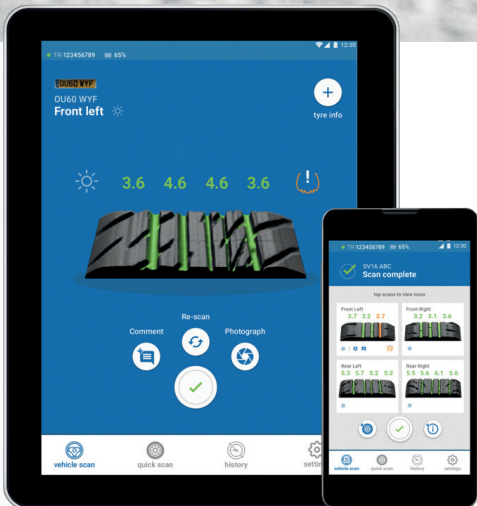 TR-123456789 65% 12:30
OU60 WYF
OU60 WYF
Front left
tyre info
3.6 4.6 4.6 3.6
Re-scan
Comment Photograph
vehicle scan quick scan history settin
TR-123456789 65% 12:30
SV16 ABC
Scan complete
tap scans to view more
Front Left
3.7 3.2 2.7
Front Right
3.2 3.1 3.6
Rear Left
5.3 5.7 5.2 5.2
Rear Right
5.5 5.6 6.1 5.6
vehicle scan quick scan history settings